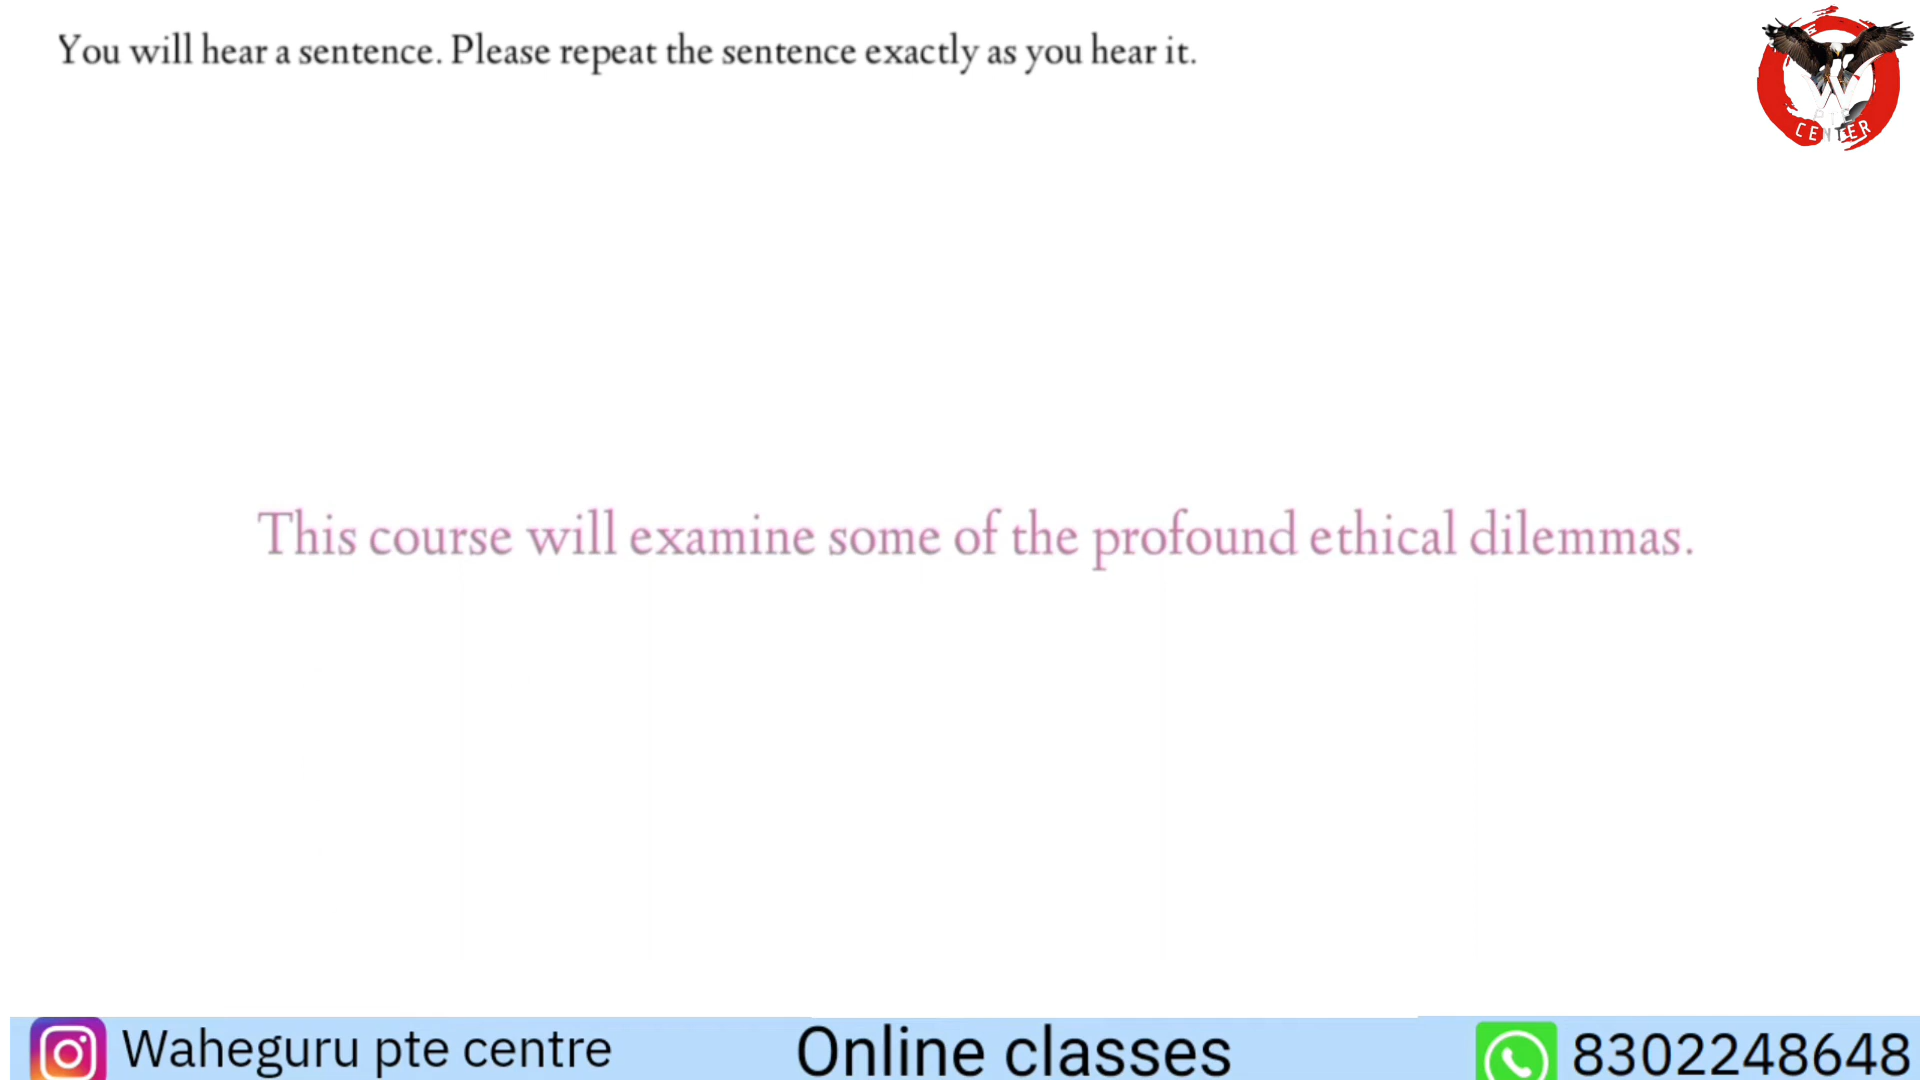 You will hear a sentence. Please repeat the sentence exactly as you hear it.
CENTER
This course will examine some of the profound ethical dilemmas.
Waheguru pte centre
Online classes
8302248648